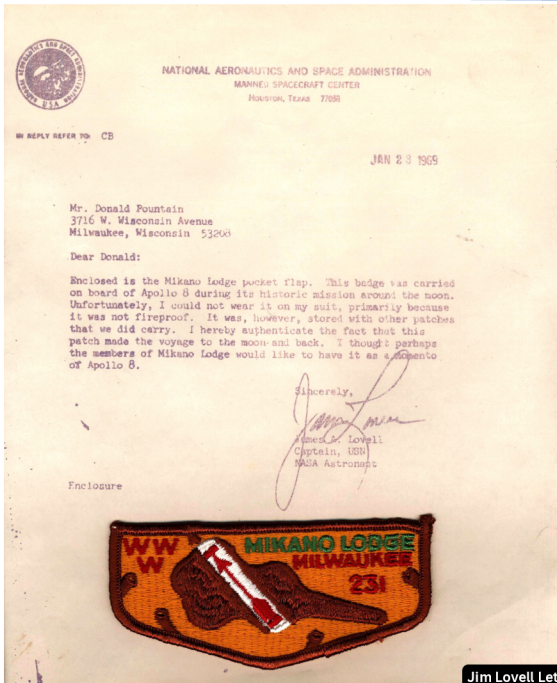 NATIONAL AERONAUTICS AND SPACE ADMINISTRATION
U.S.A.
NATIONAL AERONAUTICS AND SPACE ADMINISTRATION
MANNED SPACECRAFT CENTER
HOUSTON, TEXAS 77058
IN REPLY REFER TO: CB
JAN 1969
Mr. Donald Fountain
3716 W. Wisconsin Avenue
Milwaukee, Wisconsin 53208
Dear Donald:
Enclosed is the Mikano Lodge pocket flap. This badge was carried
on board of Apollo 8 during its historic mission around the moon.
Unfortunately, I could not wear it on my suit, primarily because
it was not fireproof. It was, however, stored with other patches
that we did carry. I hereby authenticate the fact that this
patch made the voyage to the moon and back. I thought perhaps
the members of Mikano Lodge would like to have it as a momento
of Apollo 8.
Sincerely,
James A. Lovell
Captain, USN
NASA Astronaut
Enclosure
WW
W
MIKANO LODGE
MILWAUKEE
231
Jim Lovell Let